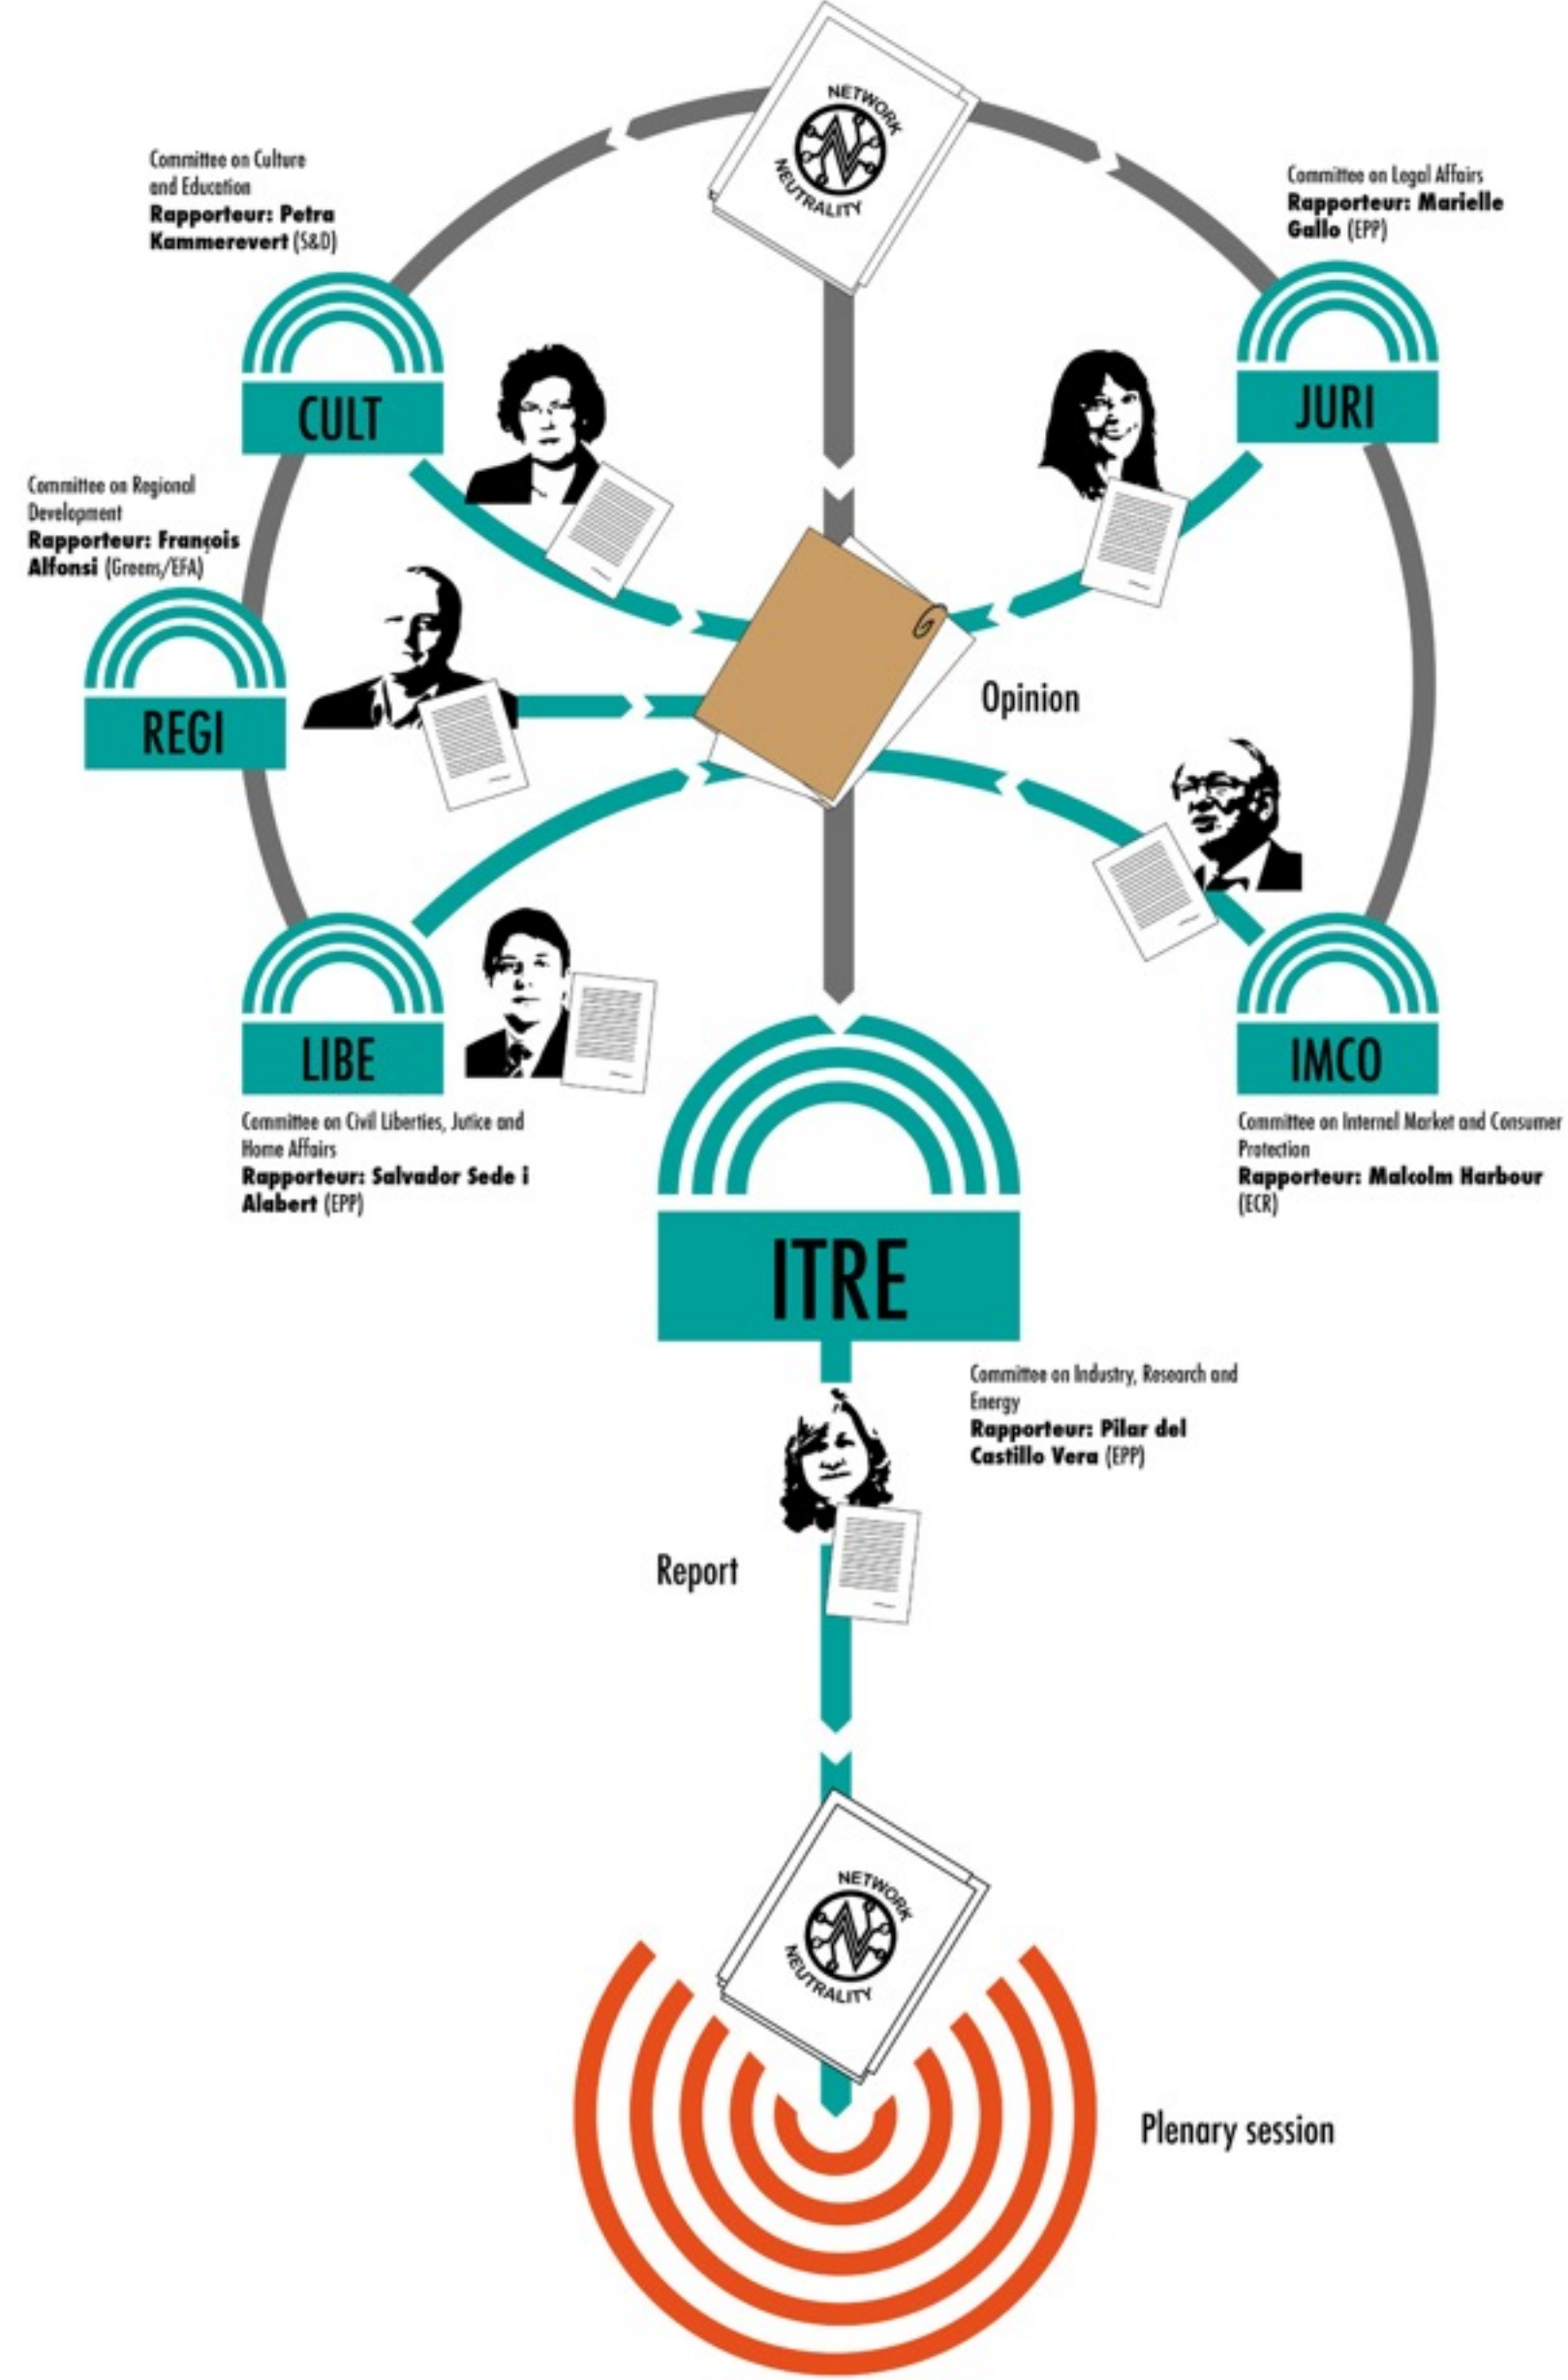 NETWORK
NEUTRALITY
Committee on Culture
and Education
Rapporteur: Petra
Kammerevert (S&D)
Committee on Legal Affairs
Rapporteur: Marielle
Gallo (EPP)
CULT
JURI
Committee on Regional
Development
Rapporteur: François
Alfonsi (Greens/EFA)
REGI
Opinion
LIBE
Committee on Civil Liberties, Jutice and
Home Affairs
Rapporteur: Salvador Sede i
Alabert (EPP)
IMCO
Committee on Internal Market and Consumer
Protection
Rapporteur: Malcolm Harbour
(ECR)
ITRE
Committee on Industry, Research and
Energy
Rapporteur: Pilar del
Castillo Vera (EPP)
Report
NETWORK
NEUTRALITY
Plenary session